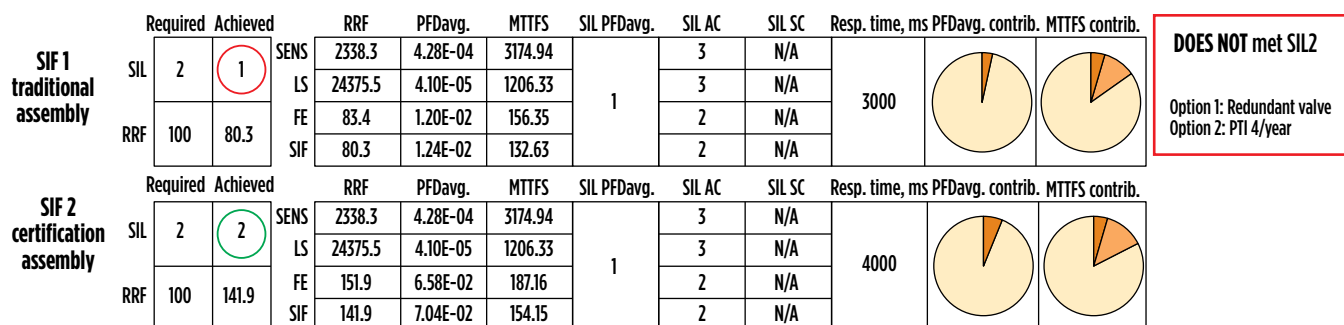 Required Achieved RRF PFDavg. MTTFS SIL PFDavg. SIL AC SIL SC Resp. time, ms PFDavg. contrib. MTTFS contrib.
SIF 1
traditional
assembly
SIL 2 1
RRF 100 80.3
SENS 2338.3 4.28E-04 3174.94 3 N/A
LS 24375.5 4.10E-05 1206.33 3 N/A
FE 83.4 1.20E-02 156.35 2 N/A
SIF 80.3 1.24E-02 132.63 2 N/A
1
3000
DOES NOT met SIL2
Option 1: Redundant valve
Option 2: PTI 4/year
Required Achieved RRF PFDavg. MTTFS SIL PFDavg. SIL AC SIL SC Resp. time, ms PFDavg. contrib. MTTFS contrib.
SIF 2
certification
assembly
SIL 2 2
RRF 100 141.9
SENS 2338.3 4.28E-04 3174.94 3 N/A
LS 24375.5 4.10E-05 1206.33 3 N/A
FE 151.9 6.58E-02 187.16 2 N/A
SIF 141.9 7.04E-02 154.15 2 N/A
1
4000